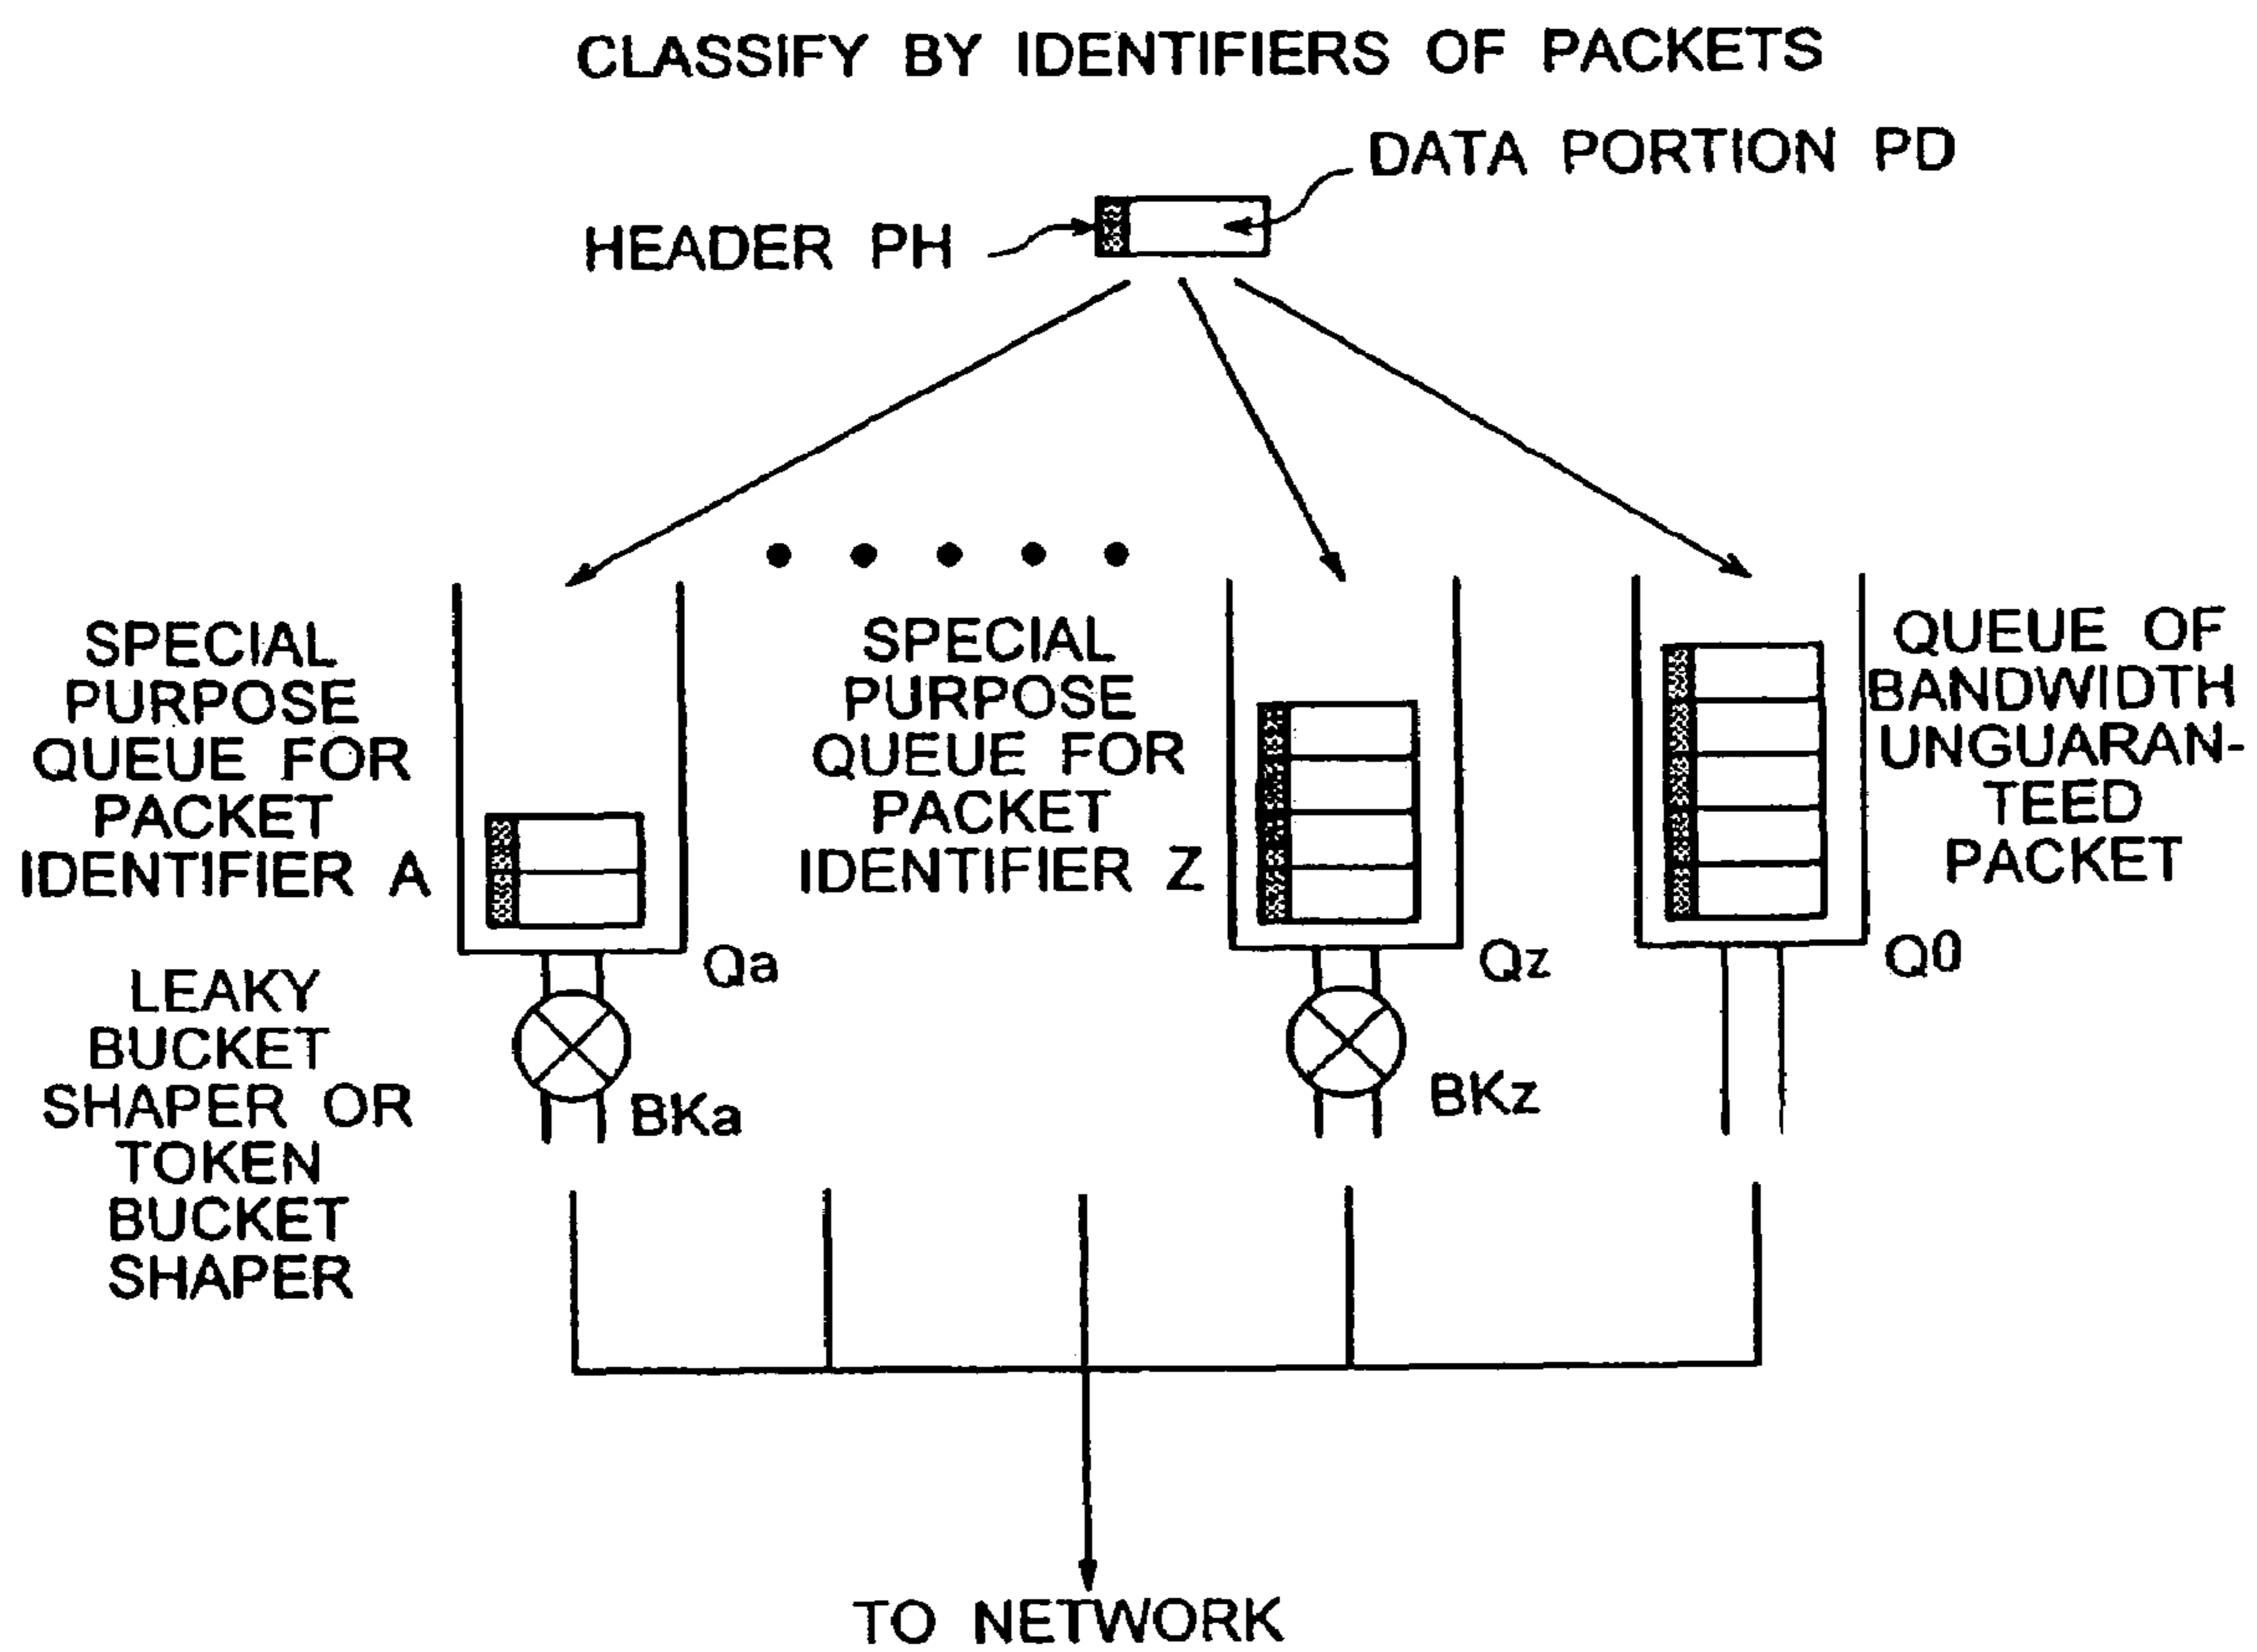 CLASSIFY BY IDENTIFIERS OF PACKETS
DATA PORTION PD
HEADER PH
SPECIAL
PURPOSE
QUEUE FOR
PACKET
IDENTIFIER A
SPECIAL
PURPOSE
QUEUE FOR
PACKET
IDENTIFIER Z
QUEUE OF
BANDWIDTH
UNGUARAN-
TEED
PACKET
Qa
Qz
Q0
LEAKY
BUCKET
SHAPER OR
TOKEN
BUCKET
SHAPER
BKa
BKz
TO NETWORK